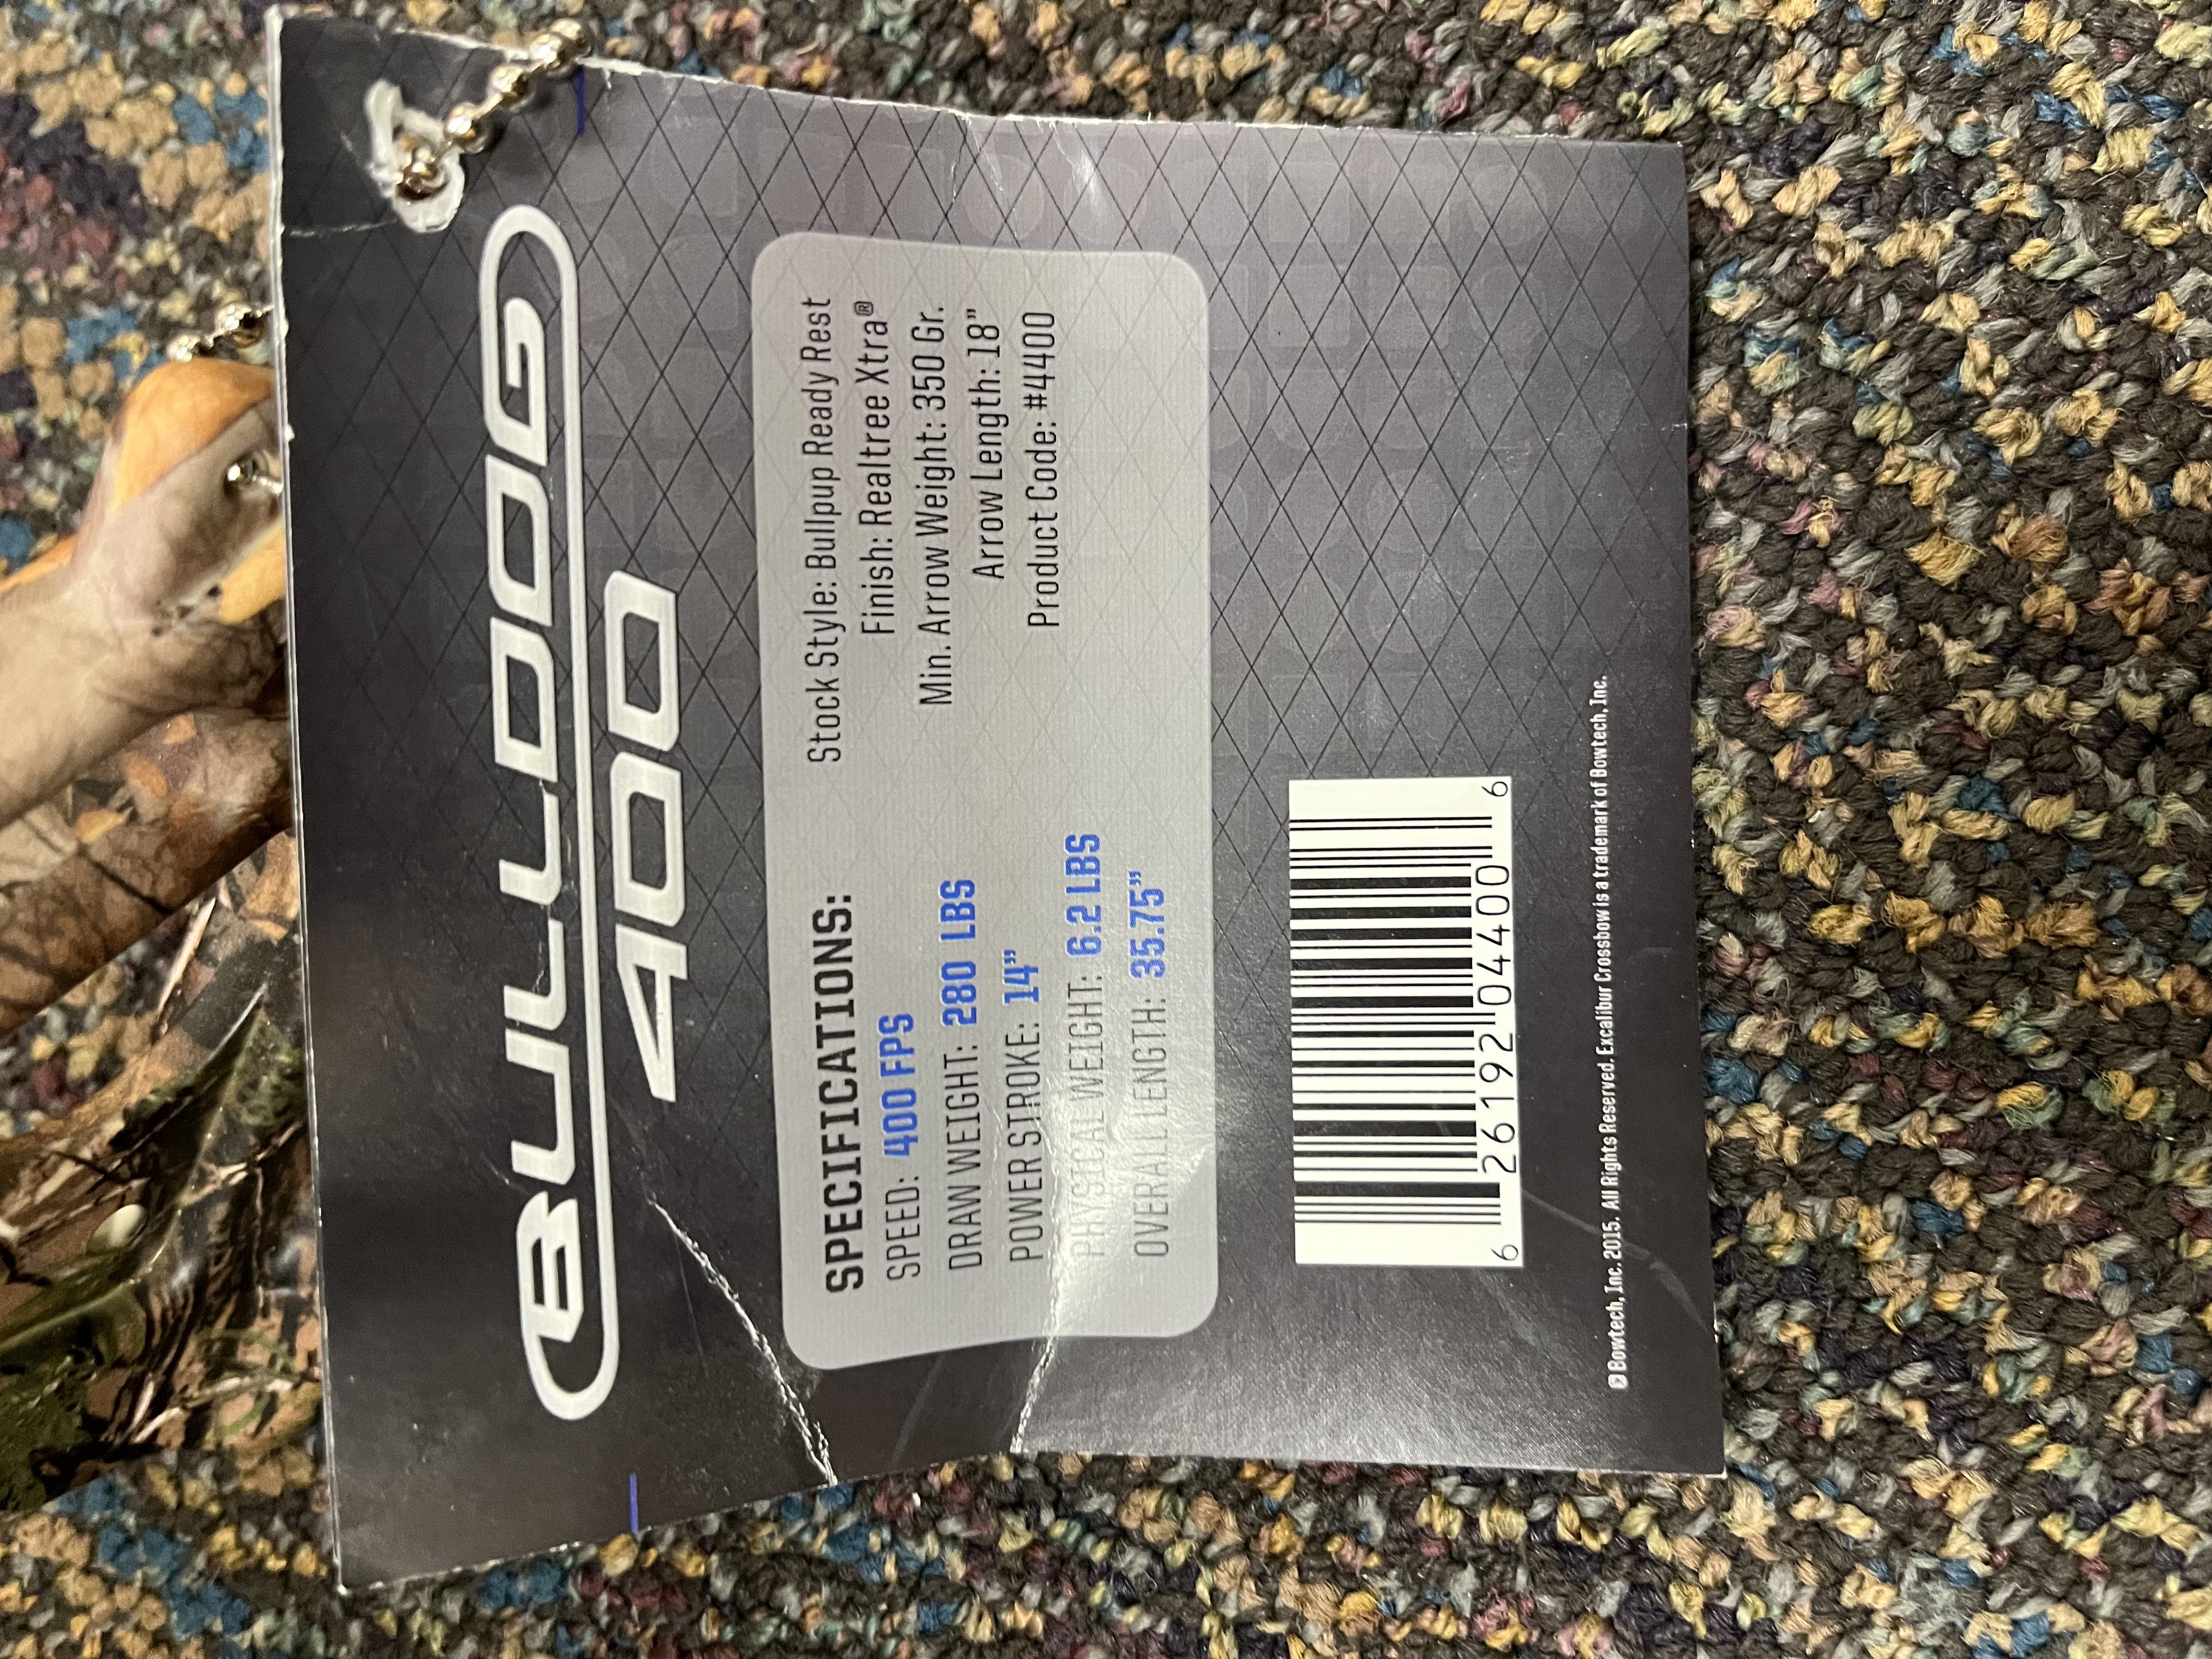 BULLDOG
400
SPECIFICATIONS:
SPEED: 400 FPS
DRAW WEIGHT: 280 LBS
POWER STROKE: 14"
PHYSICAL WEIGHT: 6.2 LBS
OVERALL LENGTH: 35.75"
Stock Style: Bullpup Ready Rest
Finish: Realtree Xtra®
Min. Arrow Weight: 350 Gr.
Arrow Length: 18"
Product Code: #4400
6 26192 04400 6
© Bowtech, Inc. 2015. All Rights Reserved. Excalibur Crossbow is a trademark of Bowtech, Inc.